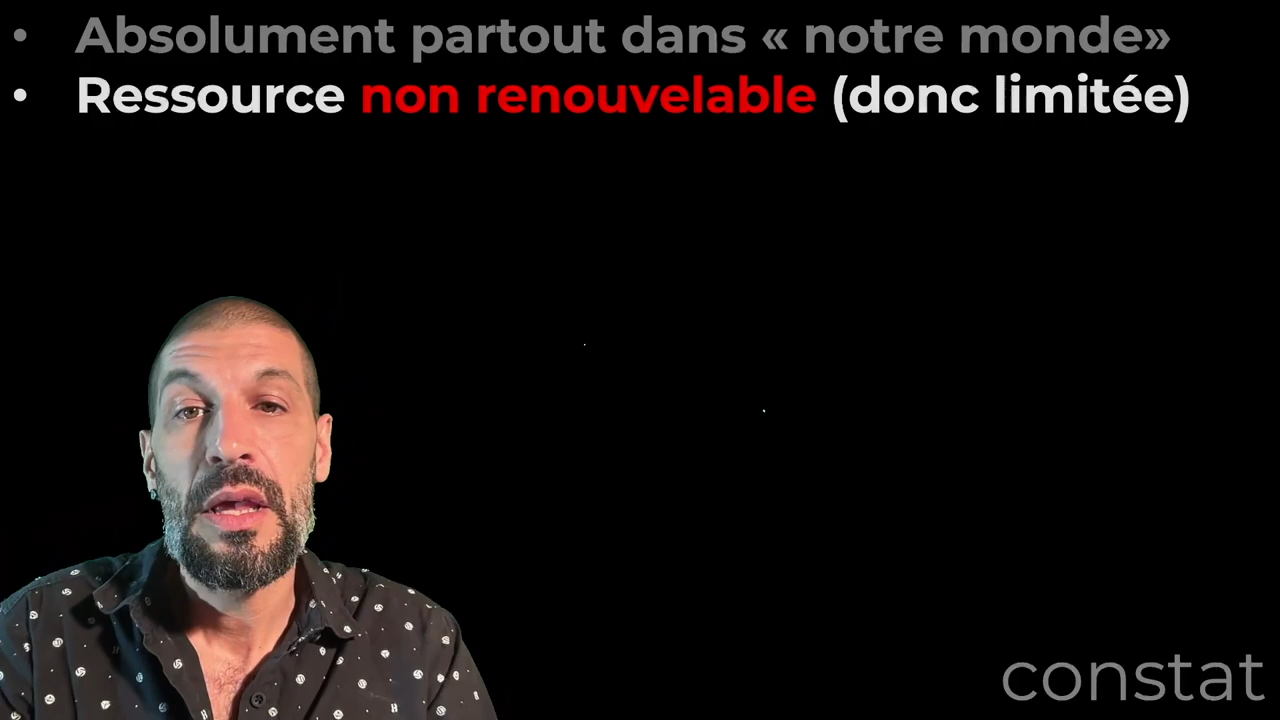 • Absolument partout dans « notre monde»
• Ressource non renouvelable (donc limitée)
constat